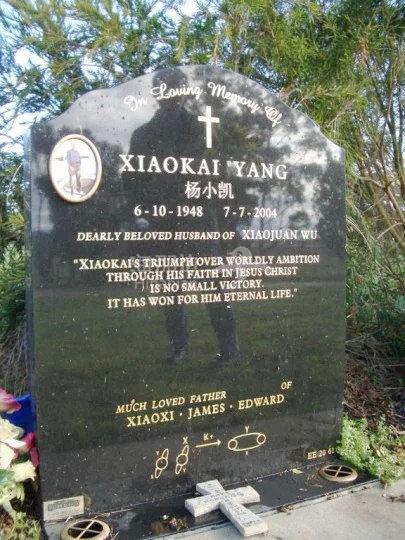 In Loving Memory Of
XIAOKAI YANG
杨小凯
6-10-1948 7-7-2004
DEARLY BELOVED HUSBAND OF XIAOJUAN WU
"XIAOKAI'S TRIUMPH OVER WORLDLY AMBITION
THROUGH HIS FAITH IN JESUS CHRIST
IS NO SMALL VICTORY.
IT HAS WON FOR HIM ETERNAL LIFE."
MUCH LOVED FATHER OF
XIAOXI · JAMES · EDWARD
X K Y
X Y
EE 20 61